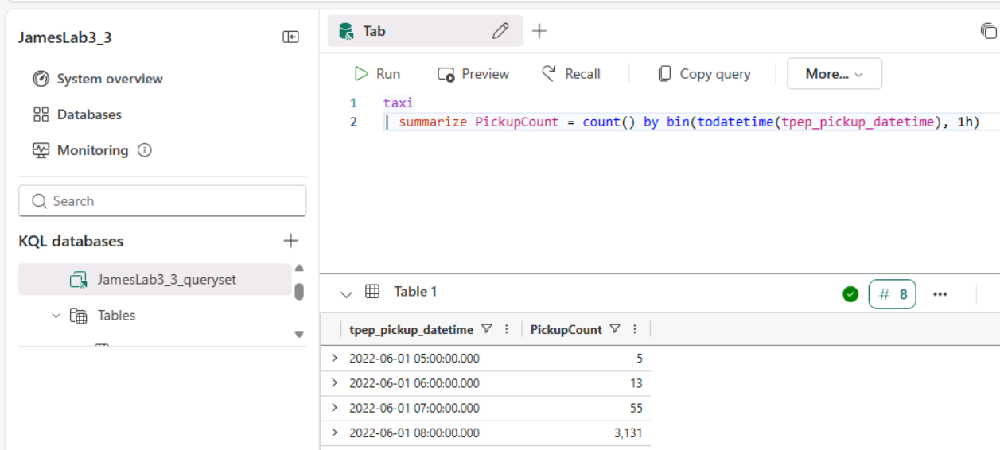 JamesLab3_3
System overview
Databases
Monitoring
Search
KQL databases
JamesLab3_3_queryset
Tables
Tab
Run Preview Recall Copy query More...
1 taxi
2 | summarize PickupCount = count() by bin(todatetime(tpep_pickup_datetime), 1h)
Table 1 # 8
tpep_pickup_datetime PickupCount
2022-06-01 05:00:00.000 5
2022-06-01 06:00:00.000 13
2022-06-01 07:00:00.000 55
2022-06-01 08:00:00.000 3,131